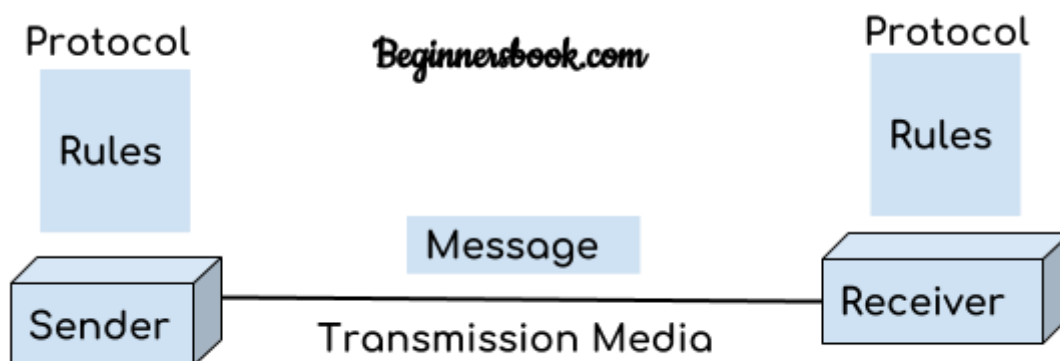 Protocol
Beginnersbook.com
Protocol
Rules
Rules
Message
Sender
Receiver
Transmission Media